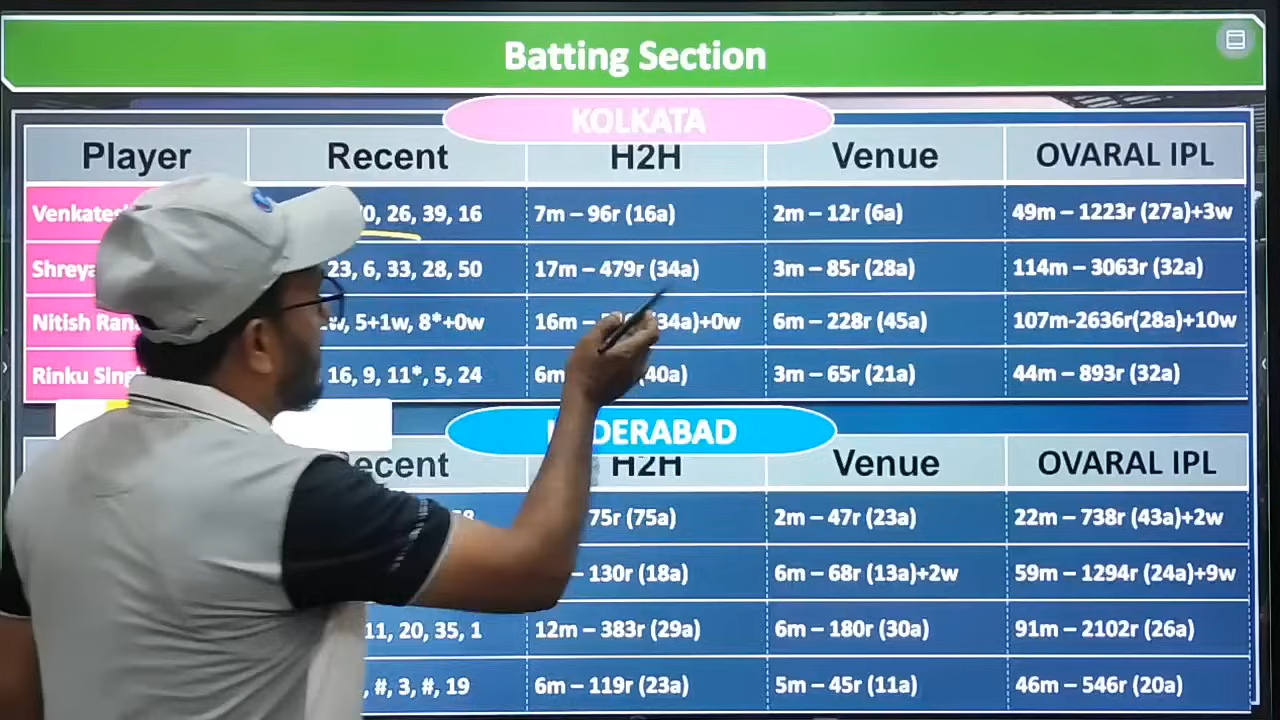 Batting Section
KOLKATA
Player Recent H2H Venue OVARAL IPL
26, 39, 16 7m – 96r (16a) 2m – 12r (6a) 49m – 1223r (27a)+3w
23, 6, 33, 28, 50 17m – 479r (34a) 3m – 85r (28a) 114m – 3063r (32a)
Nitish 5+1w, 8*+0w 16m – (34a)+0w 6m – 228r (45a) 107m-2636r(28a)+10w
Rinku 16, 9, 11*, 5, 24 6m (40a) 3m – 65r (21a) 44m – 893r (32a)
H2H Venue OVARAL IPL
75r (75a) 2m – 47r (23a) 22m – 738r (43a)+2w
– 130r (18a) 6m – 68r (13a)+2w 59m – 1294r (24a)+9w
11, 20, 35, 1 12m – 383r (29a) 6m – 180r (30a) 91m – 2102r (26a)
, #, 3, #, 19 6m – 119r (23a) 5m – 45r (11a) 46m – 546r (20a)